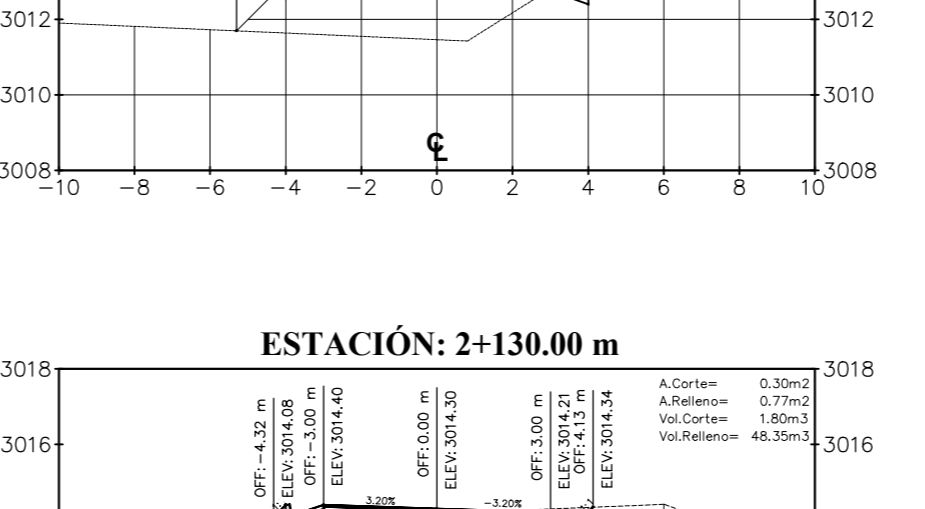 3012 3012
3010 3010
℄
3008 3008
-10 -8 -6 -4 -2 0 2 4 6 8 10
ESTACIÓN: 2+130.00 m
3018 3018
A.Corte= 0.30m2
A.Relleno= 0.77m2
Vol.Corte= 1.80m3
Vol.Relleno= 48.35m3
3016 3016
OFF: -4.32 m
ELEV: 3014.08
OFF: -3.00 m
ELEV: 3014.40
OFF: 0.00 m
ELEV: 3014.30
OFF: 3.00 m
ELEV: 3014.21
OFF: 4.13 m
ELEV: 3014.34
3.20% -3.20%